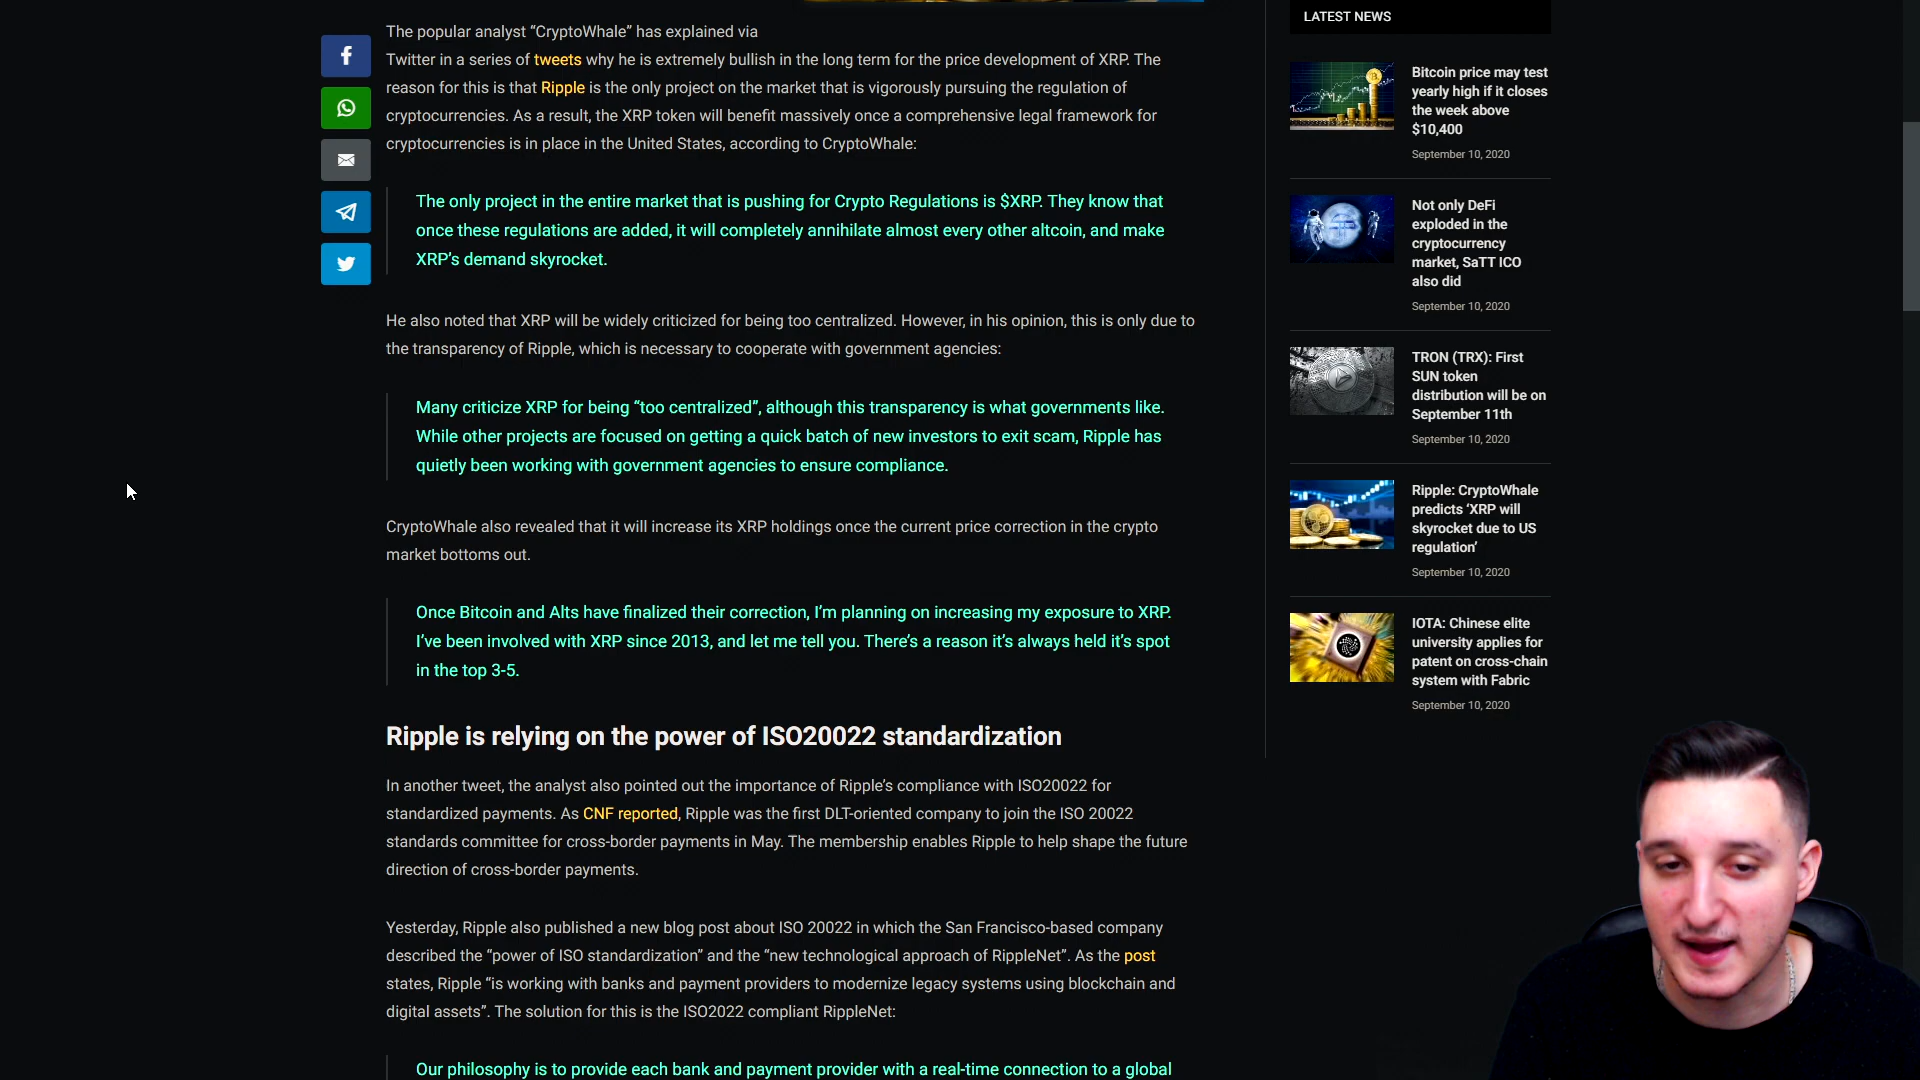 The popular analyst “CryptoWhale” has explained via
Twitter in a series of tweets why he is extremely bullish in the long term for the price development of XRP. The
reason for this is that Ripple is the only project on the market that is vigorously pursuing the regulation of
cryptocurrencies. As a result, the XRP token will benefit massively once a comprehensive legal framework for
cryptocurrencies is in place in the United States, according to CryptoWhale:
The only project in the entire market that is pushing for Crypto Regulations is $XRP. They know that
once these regulations are added, it will completely annihilate almost every other altcoin, and make
XRP’s demand skyrocket.
He also noted that XRP will be widely criticized for being too centralized. However, in his opinion, this is only due to
the transparency of Ripple, which is necessary to cooperate with government agencies:
Many criticize XRP for being “too centralized”, although this transparency is what governments like.
While other projects are focused on getting a quick batch of new investors to exit scam, Ripple has
quietly been working with government agencies to ensure compliance.
CryptoWhale also revealed that it will increase its XRP holdings once the current price correction in the crypto
market bottoms out.
Once Bitcoin and Alts have finalized their correction, I’m planning on increasing my exposure to XRP.
I’ve been involved with XRP since 2013, and let me tell you. There’s a reason it’s always held it’s spot
in the top 3-5.
Ripple is relying on the power of ISO20022 standardization
In another tweet, the analyst also pointed out the importance of Ripple’s compliance with ISO20022 for
standardized payments. As CNF reported, Ripple was the first DLT-oriented company to join the ISO 20022
standards committee for cross-border payments in May. The membership enables Ripple to help shape the future
direction of cross-border payments.
Yesterday, Ripple also published a new blog post about ISO 20022 in which the San Francisco-based company
described the “power of ISO standardization” and the “new technological approach of RippleNet”. As the post
states, Ripple “is working with banks and payment providers to modernize legacy systems using blockchain and
digital assets”. The solution for this is the ISO2022 compliant RippleNet:
Our philosophy is to provide each bank and payment provider with a real-time connection to a global
LATEST NEWS
Bitcoin price may test
yearly high if it closes
the week above
$10,400
September 10, 2020
Not only DeFi
exploded in the
cryptocurrency
market, SaTT ICO
also did
September 10, 2020
TRON (TRX): First
SUN token
distribution will be on
September 11th
September 10, 2020
Ripple: CryptoWhale
predicts ‘XRP will
skyrocket due to US
regulation’
September 10, 2020
IOTA: Chinese elite
university applies for
patent on cross-chain
system with Fabric
September 10, 2020